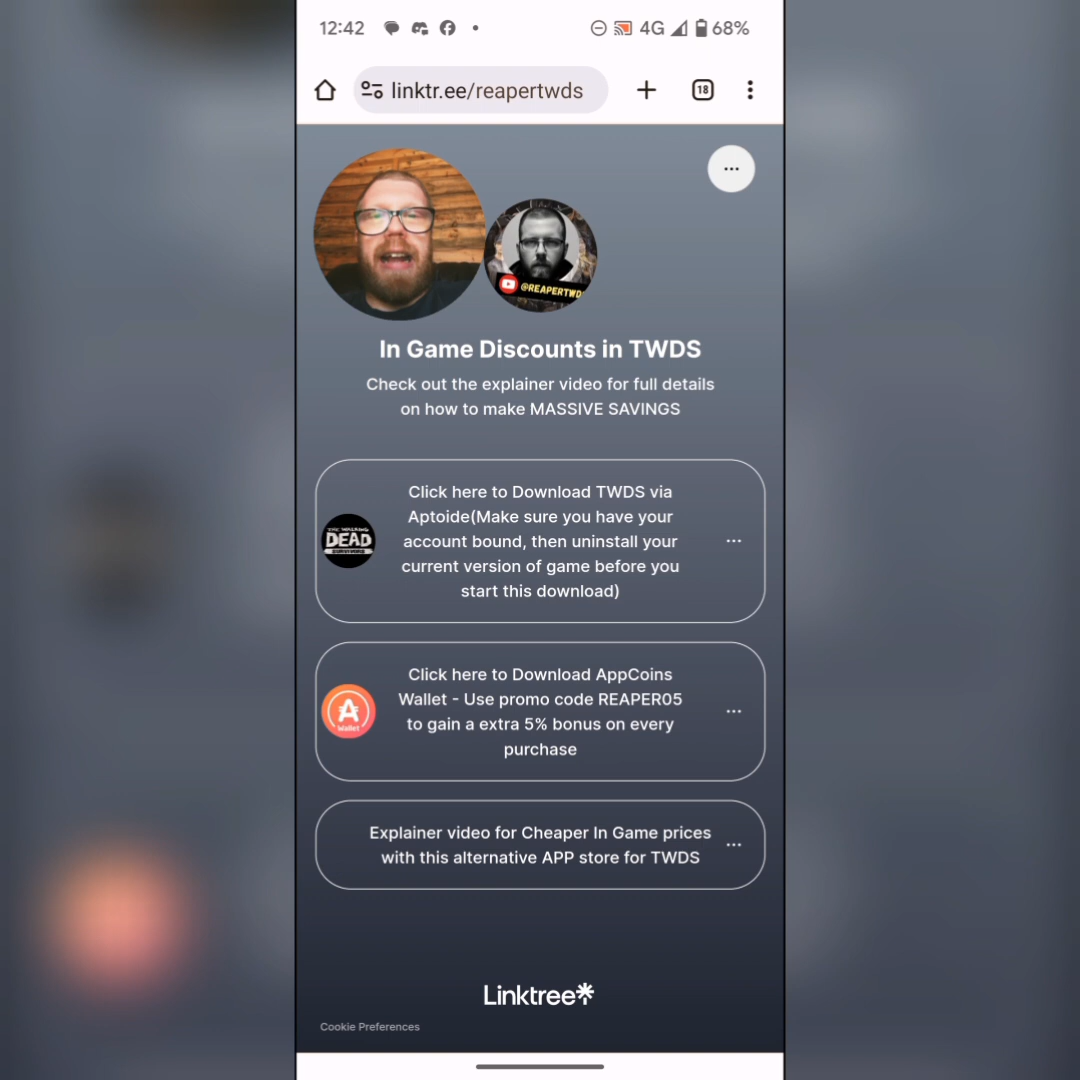 12:42 4G 68%
linktr.ee/reapertwds 18
@REAPERTWD
In Game Discounts in TWDS
Check out the explainer video for full details
on how to make MASSIVE SAVINGS
Click here to Download TWDS via
Aptoide(Make sure you have your
account bound, then uninstall your
current version of game before you
start this download)
THE WALKING
DEAD
SURVIVORS
Click here to Download AppCoins
Wallet - Use promo code REAPER05
to gain a extra 5% bonus on every
purchase
Wallet
Explainer video for Cheaper In Game prices
with this alternative APP store for TWDS
Linktree
Cookie Preferences